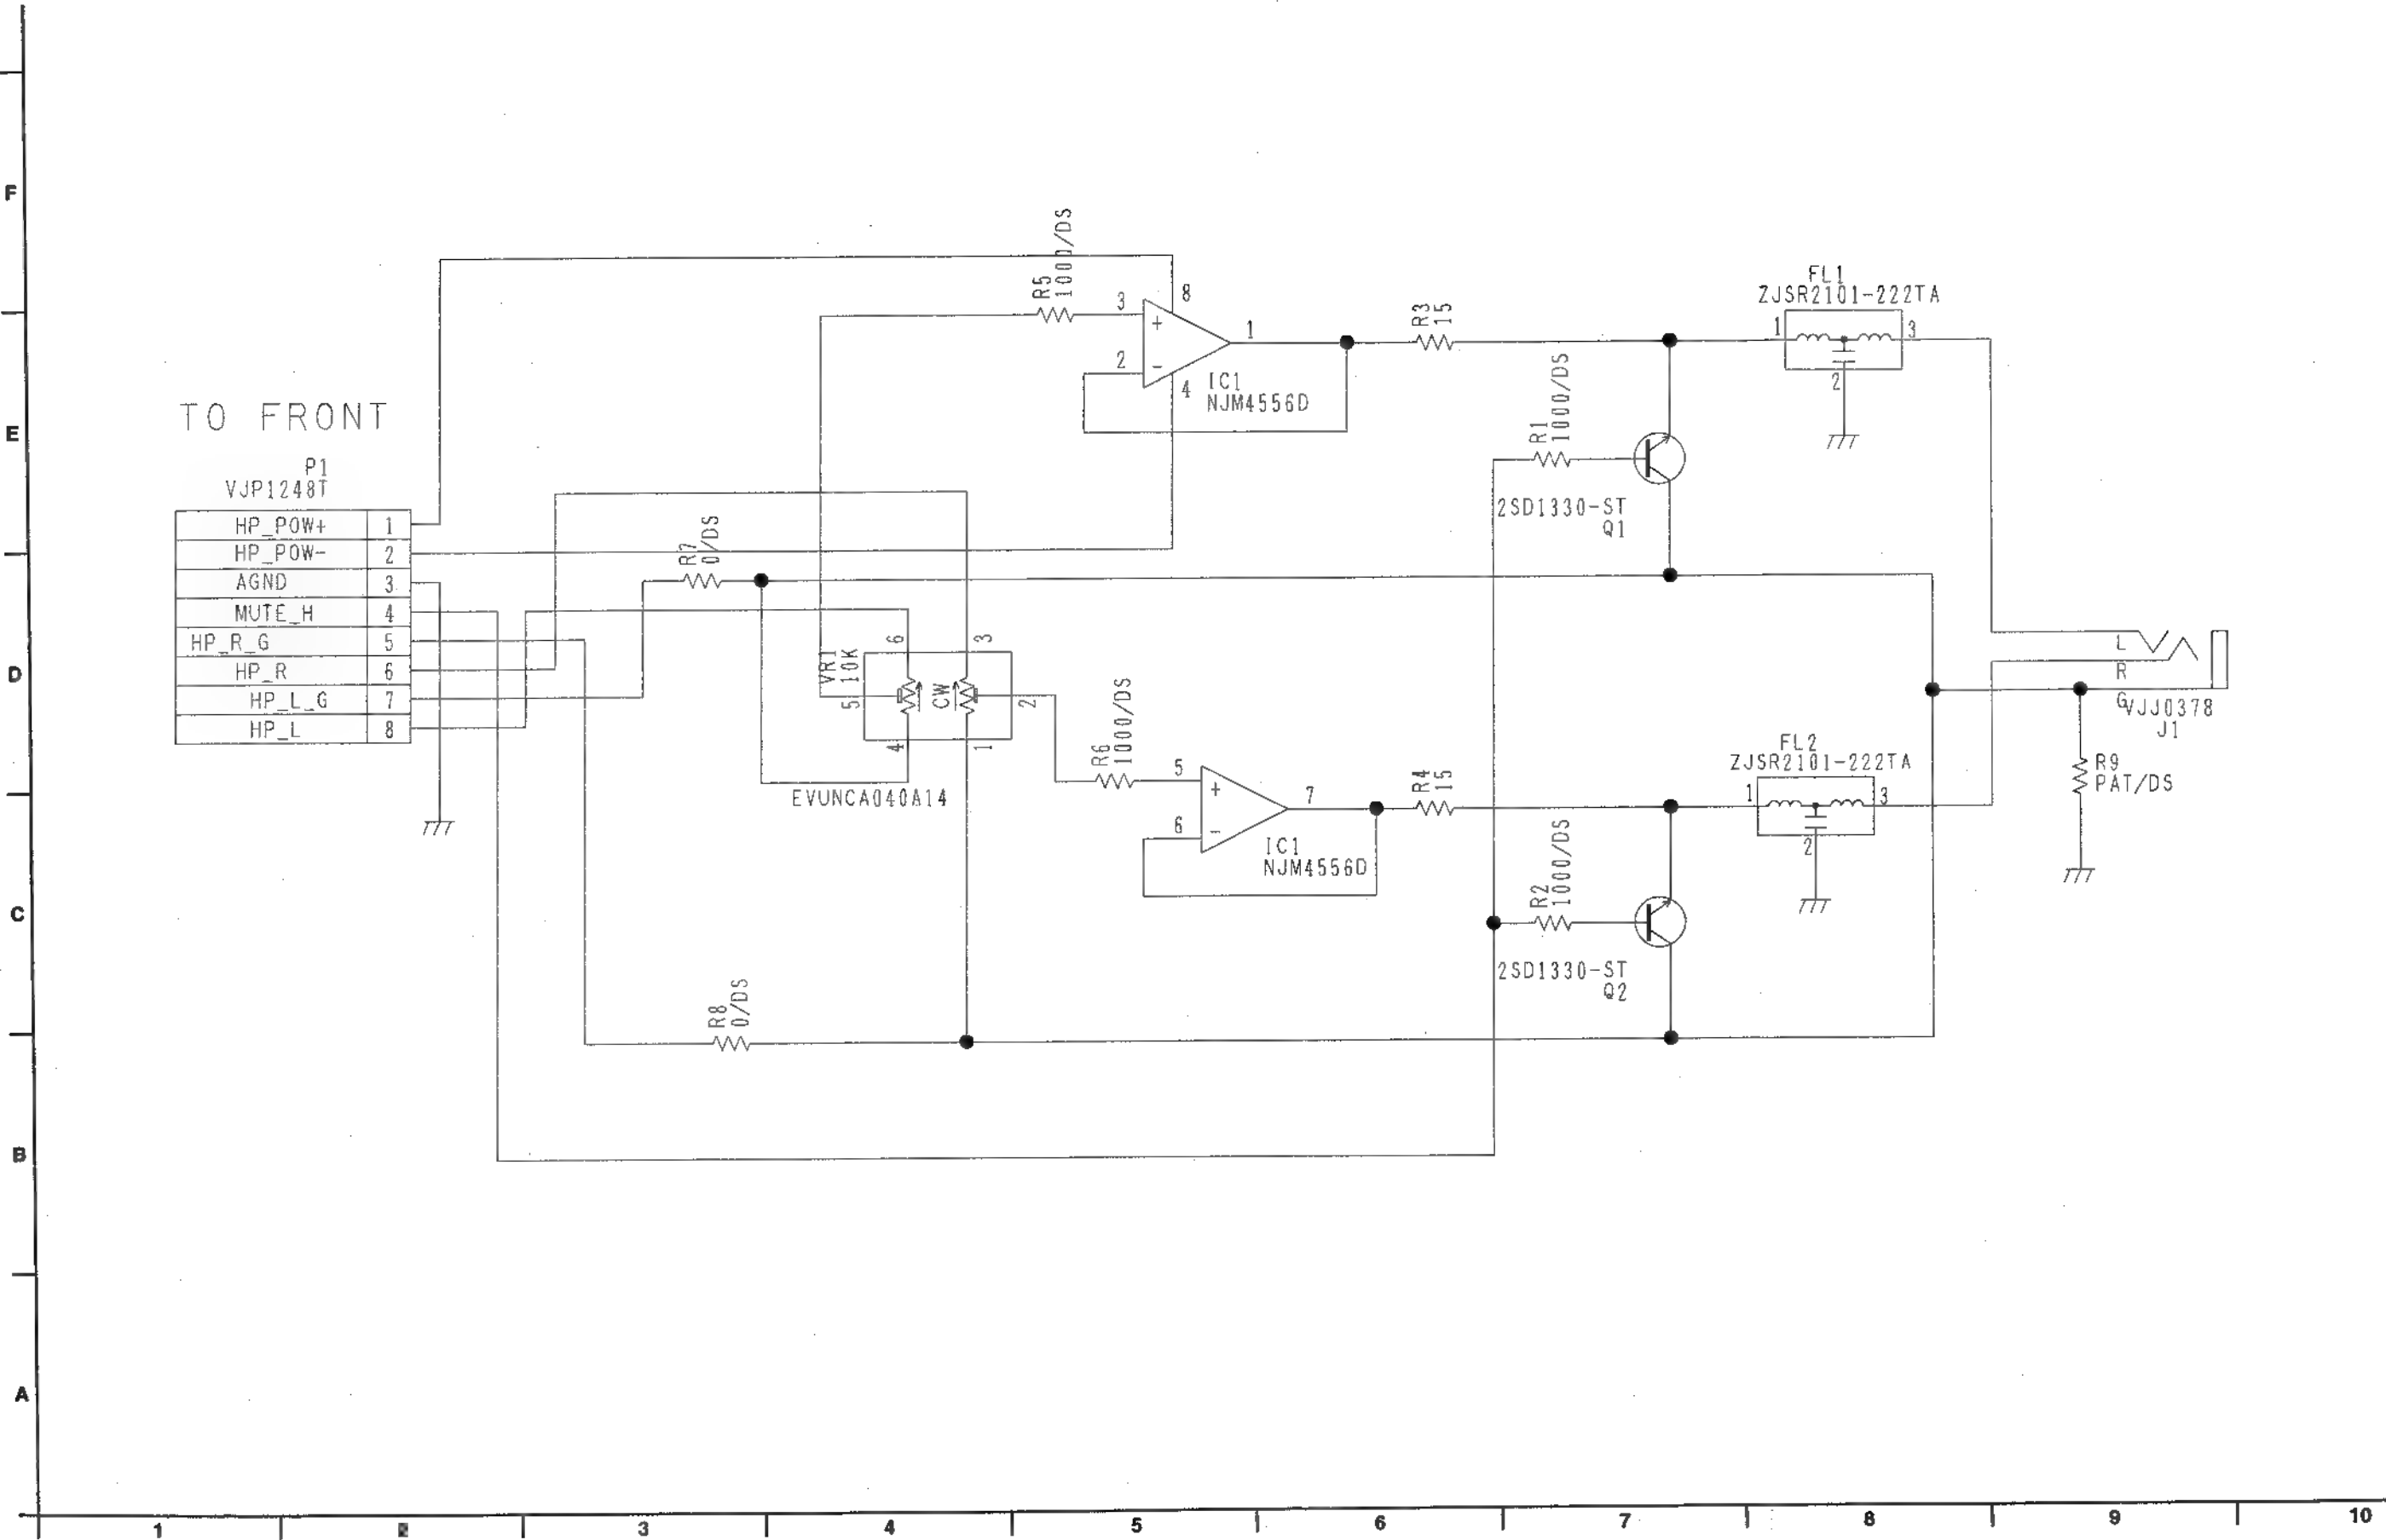 F
E
D
C
B
A
TO FRONT
P1
VJP1248T
HP_POW+ 1
HP_POW- 2
AGND 3
MUTE_H 4
HP_R_G 5
HP_R 6
HP_L_G 7
HP_L 8
R5
1000/DS
3
8
+
2
-
4
1
IC1
NJM4556D
R3
15
FL1
ZJSR2101-222TA
1
3
2
R1
1000/DS
2SD1330-ST
Q1
R7
0/DS
VR1
10K
6
3
5
CW
2
4
1
EVUNCA040A14
R6
1000/DS
5
+
6
-
7
IC1
NJM4556D
R4
15
FL2
ZJSR2101-222TA
1
3
2
R2
1000/DS
2SD1330-ST
Q2
R8
0/DS
L
R
G
VJJ0378
J1
R9
PAT/DS
1
3
4
5
6
7
8
9
10